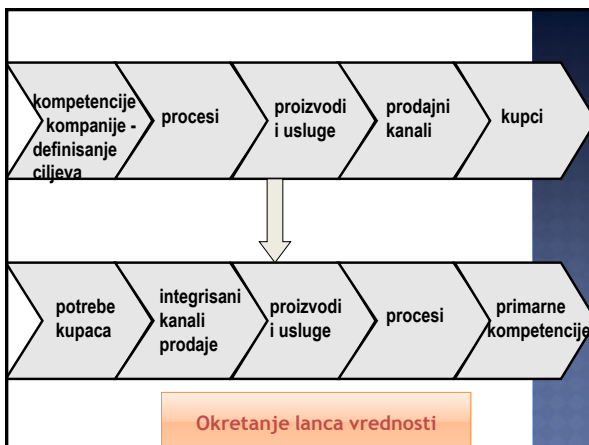 kompetencije
kompanije -
definisanje
ciljeva
procesi
proizvodi
i usluge
prodajni
kanali
kupci
potrebe
kupaca
integrisani
kanali
prodaje
proizvodi
i usluge
procesi
primarne
kompetencije
Okretanje lanca vrednosti